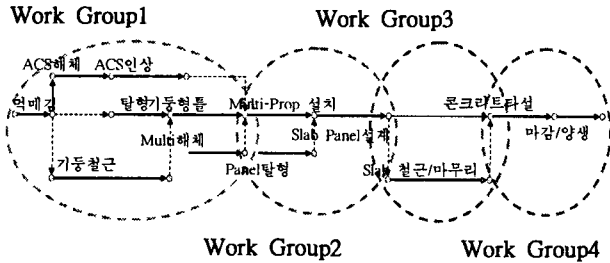 Work Group1
Work Group3
ACS해체
ACS인상
먹메김
탈형기둥형틀
Multi-Prop 설치
콘크리트타설
Multi해체
Slab Panel설계
마감/양생
기둥철근
Panel탈형
Slab 철근/마무리
Work Group2
Work Group4